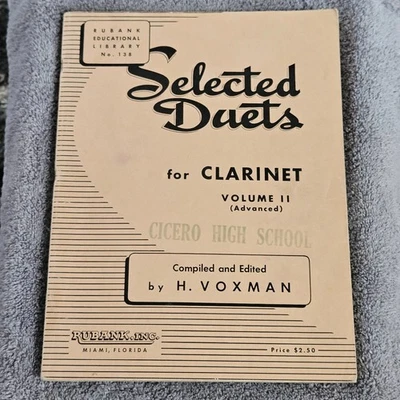 RUBANK
EDUCATIONAL
LIBRARY
No. 138
Selected
Duets
for CLARINET
VOLUME II
(Advanced)
CICERO HIGH SCHOOL
Compiled and Edited
by H. VOXMAN
RUBANK, INC.
MIAMI, FLORIDA
Price $2.50